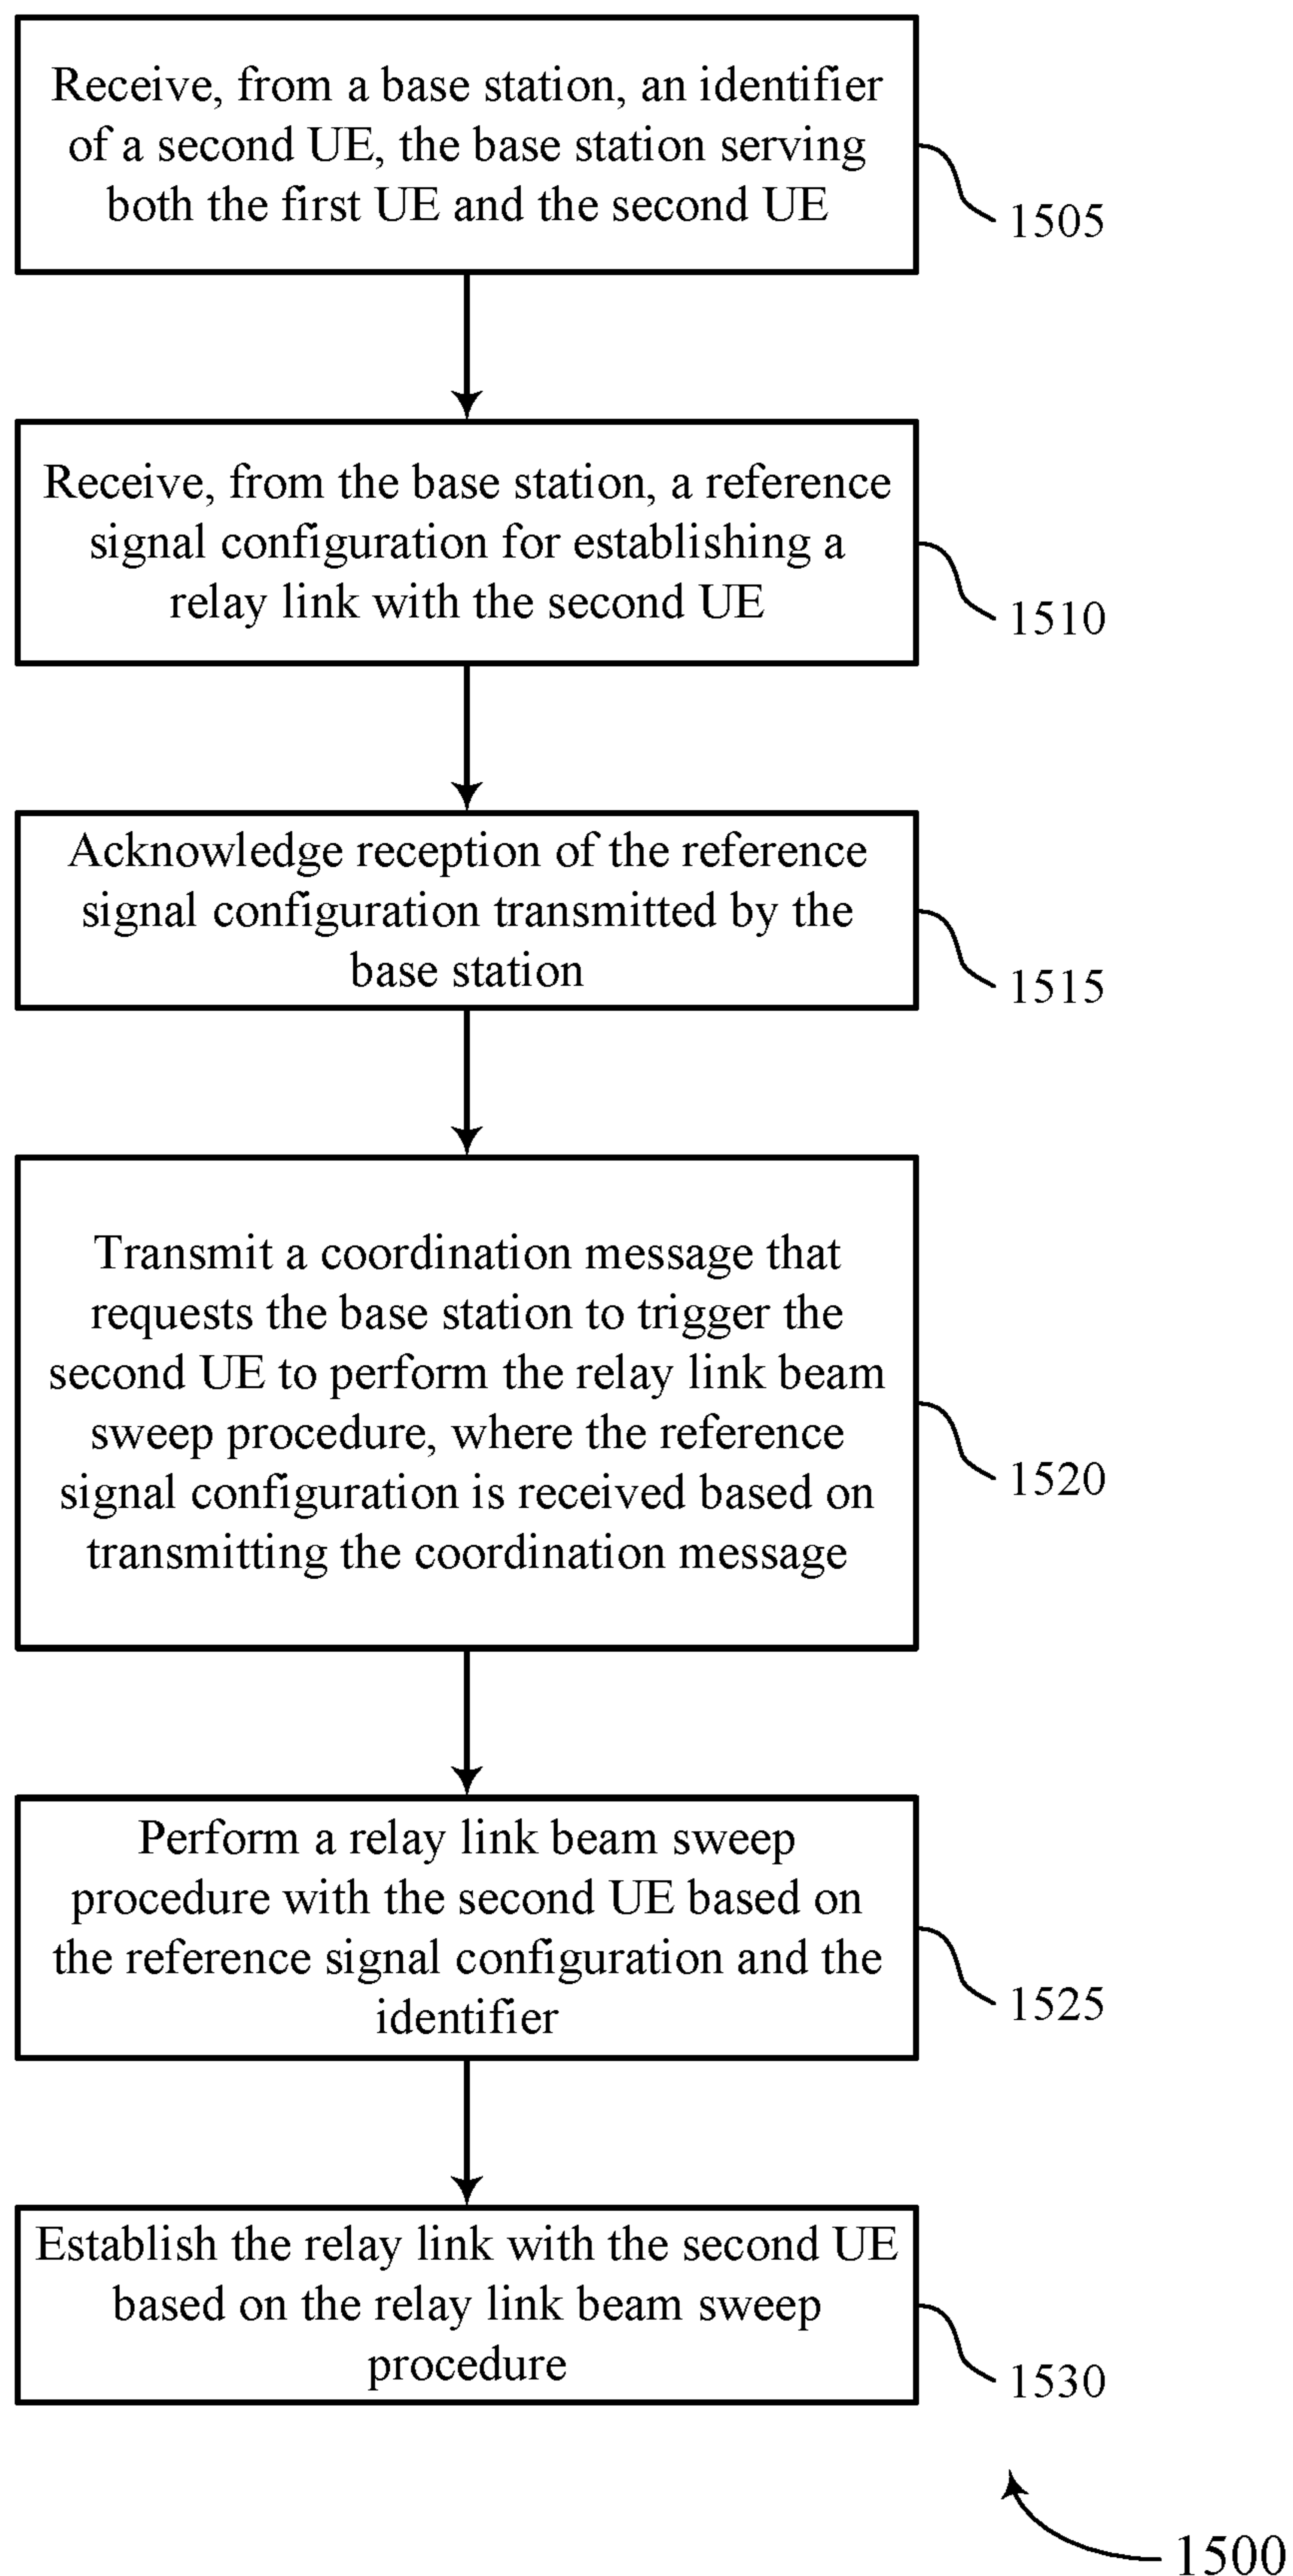 Receive, from a base station, an identifier
of a second UE, the base station serving
both the first UE and the second UE
1505
Receive, from the base station, a reference
signal configuration for establishing a
relay link with the second UE
1510
Acknowledge reception of the reference
signal configuration transmitted by the
base station
1515
Transmit a coordination message that
requests the base station to trigger the
second UE to perform the relay link beam
sweep procedure, where the reference
signal configuration is received based on
transmitting the coordination message
1520
Perform a relay link beam sweep
procedure with the second UE based on
the reference signal configuration and the
identifier
1525
Establish the relay link with the second UE
based on the relay link beam sweep
procedure
1530
1500